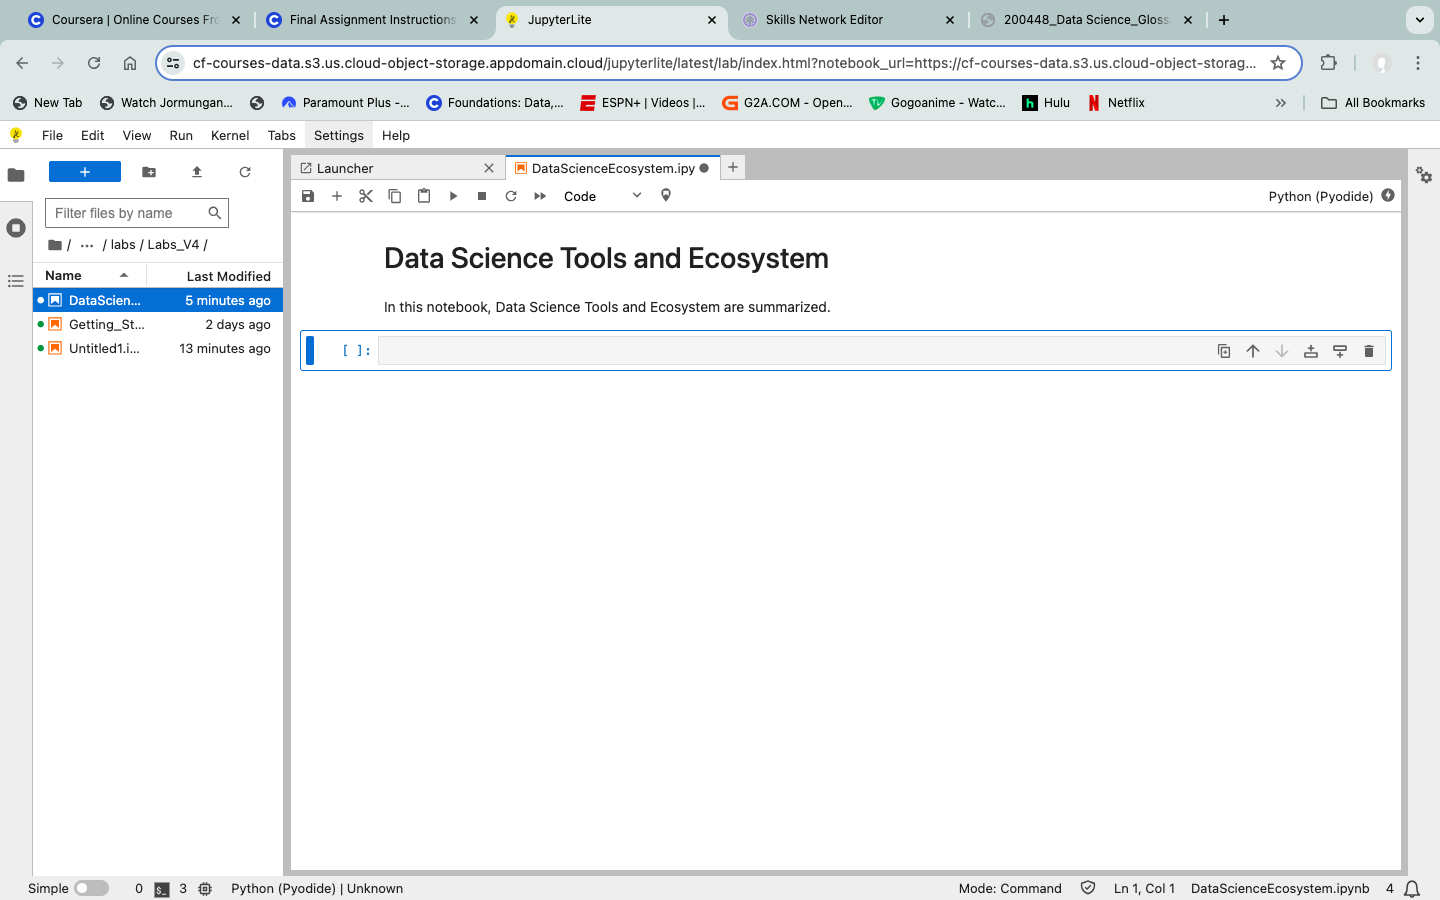 Coursera | Online Courses Fro
Final Assignment Instructions
JupyterLite
Skills Network Editor
200448_Data Science_Gloss
cf-courses-data.s3.us.cloud-object-storage.appdomain.cloud/jupyterlite/latest/lab/index.html?notebook_url=https://cf-courses-data.s3.us.cloud-object-storag...
New Tab
Watch Jormungan...
Paramount Plus -...
Foundations: Data,...
ESPN+ | Videos |...
G2A.COM - Open...
Gogoanime - Watc...
Hulu
Netflix
All Bookmarks
File Edit View Run Kernel Tabs Settings Help
Launcher
DataScienceEcosystem.ipy
Filter files by name
Code
Python (Pyodide)
/ ... / labs / Labs_V4 /
Name Last Modified
DataScien... 5 minutes ago
Getting_St... 2 days ago
Untitled1.i... 13 minutes ago
Data Science Tools and Ecosystem
In this notebook, Data Science Tools and Ecosystem are summarized.
[ ]:
Simple 0 $_ 3 Python (Pyodide) | Unknown Mode: Command Ln 1, Col 1 DataScienceEcosystem.ipynb 4